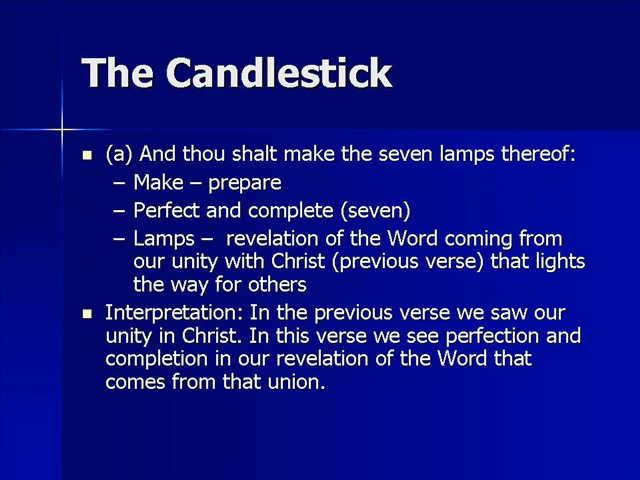 The Candlestick
(a) And thou shalt make the seven lamps thereof:
– Make – prepare
– Perfect and complete (seven)
– Lamps – revelation of the Word coming from
our unity with Christ (previous verse) that lights
the way for others
Interpretation: In the previous verse we saw our
unity in Christ. In this verse we see perfection and
completion in our revelation of the Word that
comes from that union.